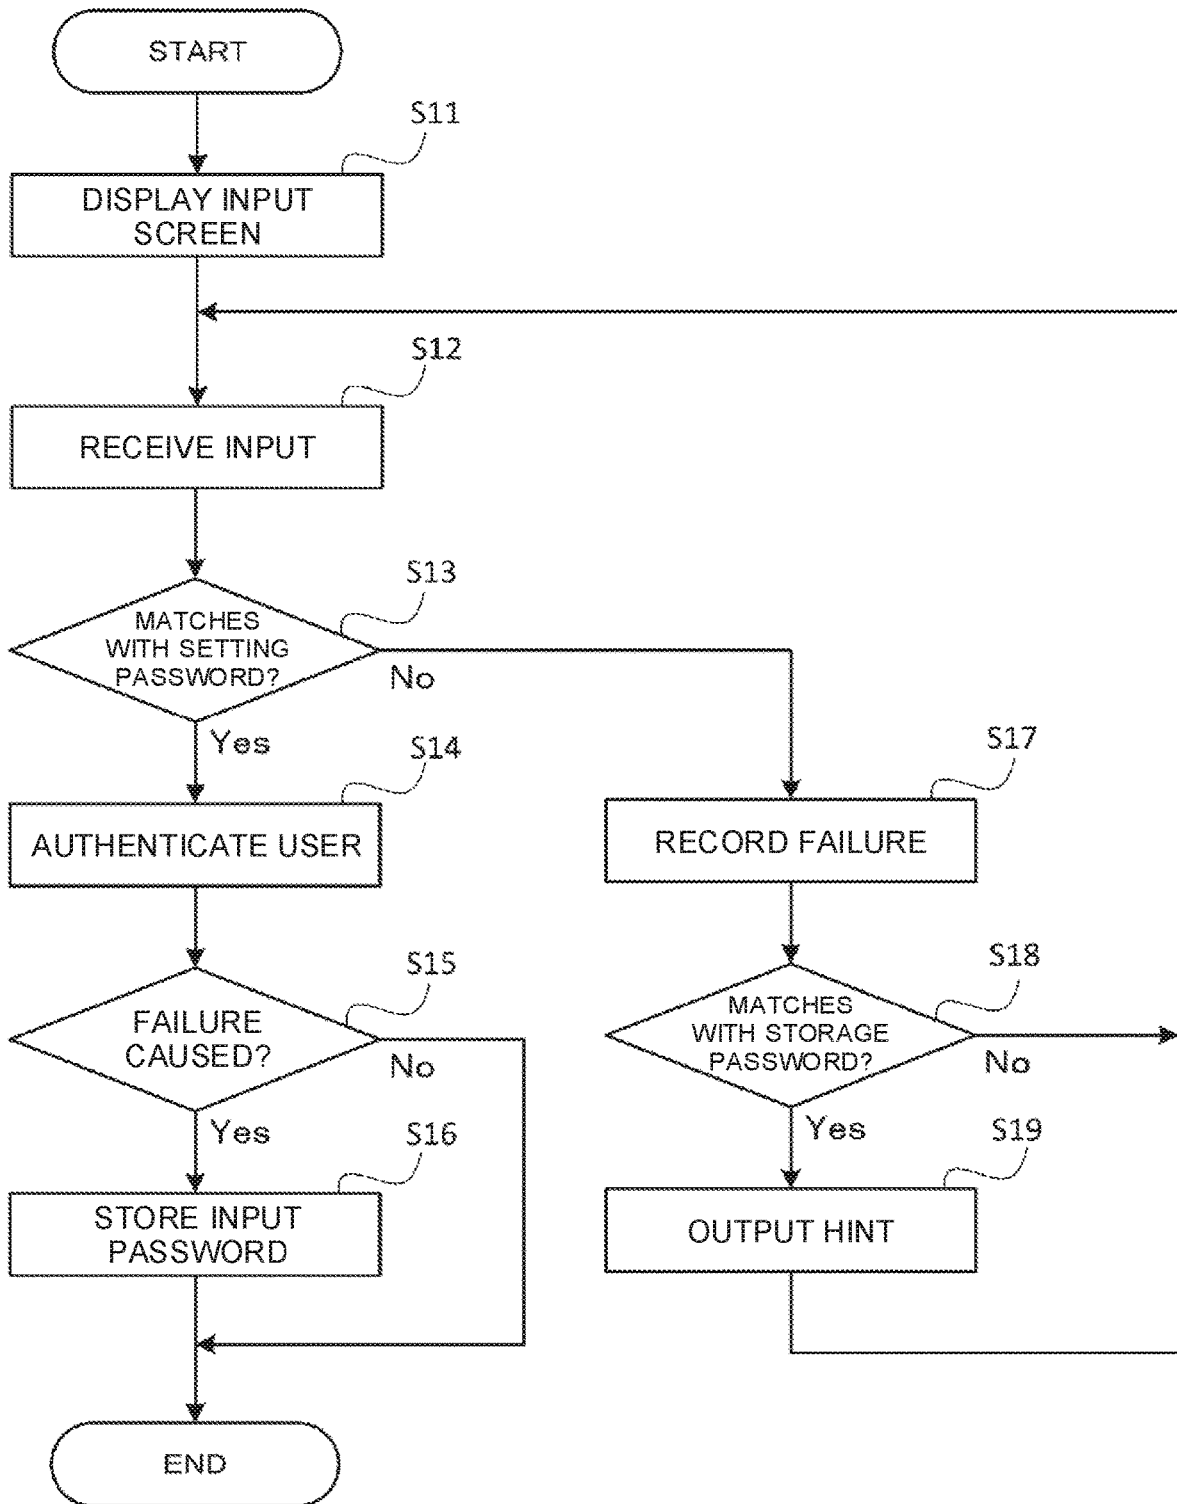 START
S11
DISPLAY INPUT
SCREEN
S12
RECEIVE INPUT
S13
MATCHES
WITH SETTING
PASSWORD?
No
Yes
S14
AUTHENTICATE USER
S17
RECORD FAILURE
S15
FAILURE
CAUSED?
No
Yes
S18
MATCHES
WITH STORAGE
PASSWORD?
No
Yes
S16
STORE INPUT
PASSWORD
S19
OUTPUT HINT
END